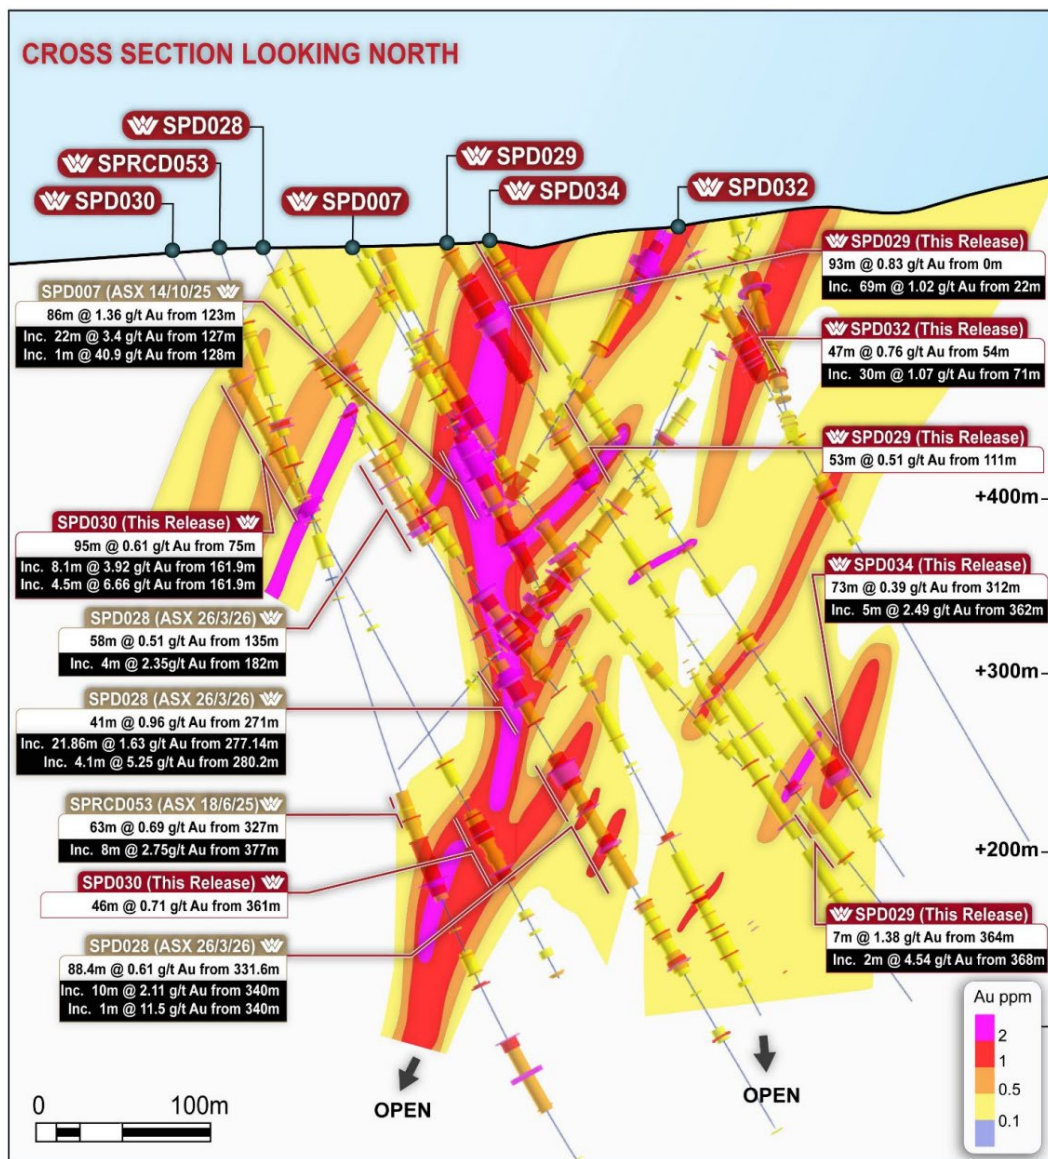 CROSS SECTION LOOKING NORTH
SPD028
SPRCD053
SPD030
SPD007
SPD029
SPD034
SPD032
SPD007 (ASX 14/10/25
86m @ 1.36 g/t Au from 123m
Inc. 22m @ 3.4 g/t Au from 127m
Inc. 1m @ 40.9 g/t Au from 128m
SPD030 (This Release)
95m @ 0.61 g/t Au from 75m
Inc. 8.1m @ 3.92 g/t Au from 161.9m
Inc. 4.5m @ 6.66 g/t Au from 161.9m
SPD028 (ASX 26/3/26)
58m @ 0.51 g/t Au from 135m
Inc. 4m @ 2.35g/t Au from 182m
SPD028 (ASX 26/3/26)
41m @ 0.96 g/t Au from 271m
Inc. 21.86m @ 1.63 g/t Au from 277.14m
Inc. 4.1m @ 5.25 g/t Au from 280.2m
SPRCD053 (ASX 18/6/25)
63m @ 0.69 g/t Au from 327m
Inc. 8m @ 2.75g/t Au from 377m
SPD030 (This Release)
46m @ 0.71 g/t Au from 361m
SPD028 (ASX 26/3/26)
88.4m @ 0.61 g/t Au from 331.6m
Inc. 10m @ 2.11 g/t Au from 340m
Inc. 1m @ 11.5 g/t Au from 340m
SPD029 (This Release)
93m @ 0.83 g/t Au from 0m
Inc. 69m @ 1.02 g/t Au from 22m
SPD032 (This Release)
47m @ 0.76 g/t Au from 54m
Inc. 30m @ 1.07 g/t Au from 71m
SPD029 (This Release)
53m @ 0.51 g/t Au from 111m
+400m
SPD034 (This Release)
73m @ 0.39 g/t Au from 312m
Inc. 5m @ 2.49 g/t Au from 362m
+300m
+200m
SPD029 (This Release)
7m @ 1.38 g/t Au from 364m
Inc. 2m @ 4.54 g/t Au from 368m
Au ppm
2
1
0.5
0.1
OPEN
OPEN
0
100m